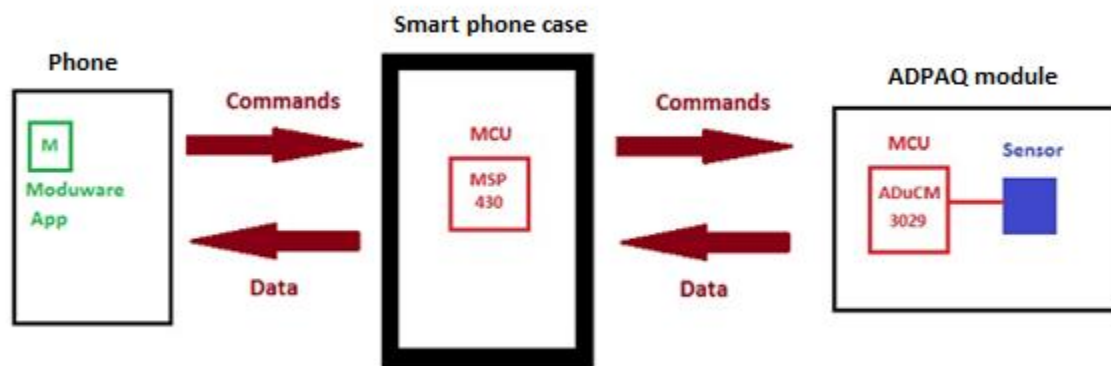 Smart phone case
Phone
ADPAQ module
Commands
Commands
M
Moduware
App
MCU
MSP
430
MCU
ADuCM
3029
Sensor
Data
Data